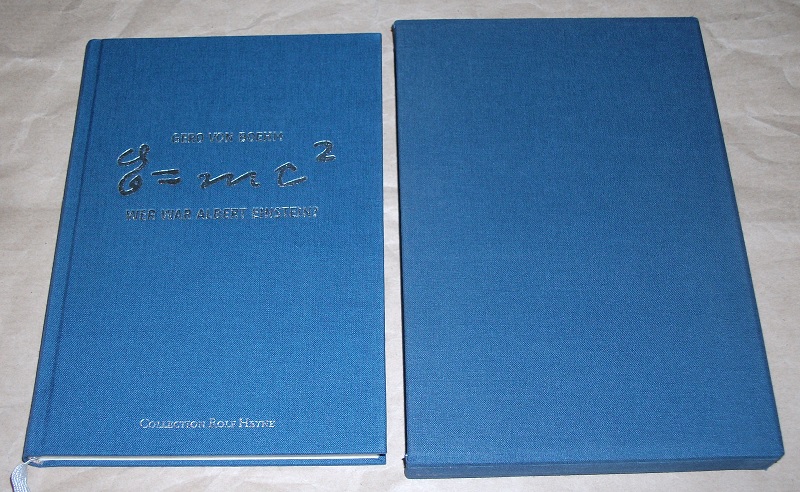 GERO VON BOEHM
E=mc²
WER WAR ALBERT EINSTEIN?
COLLECTION ROLF HEYNE